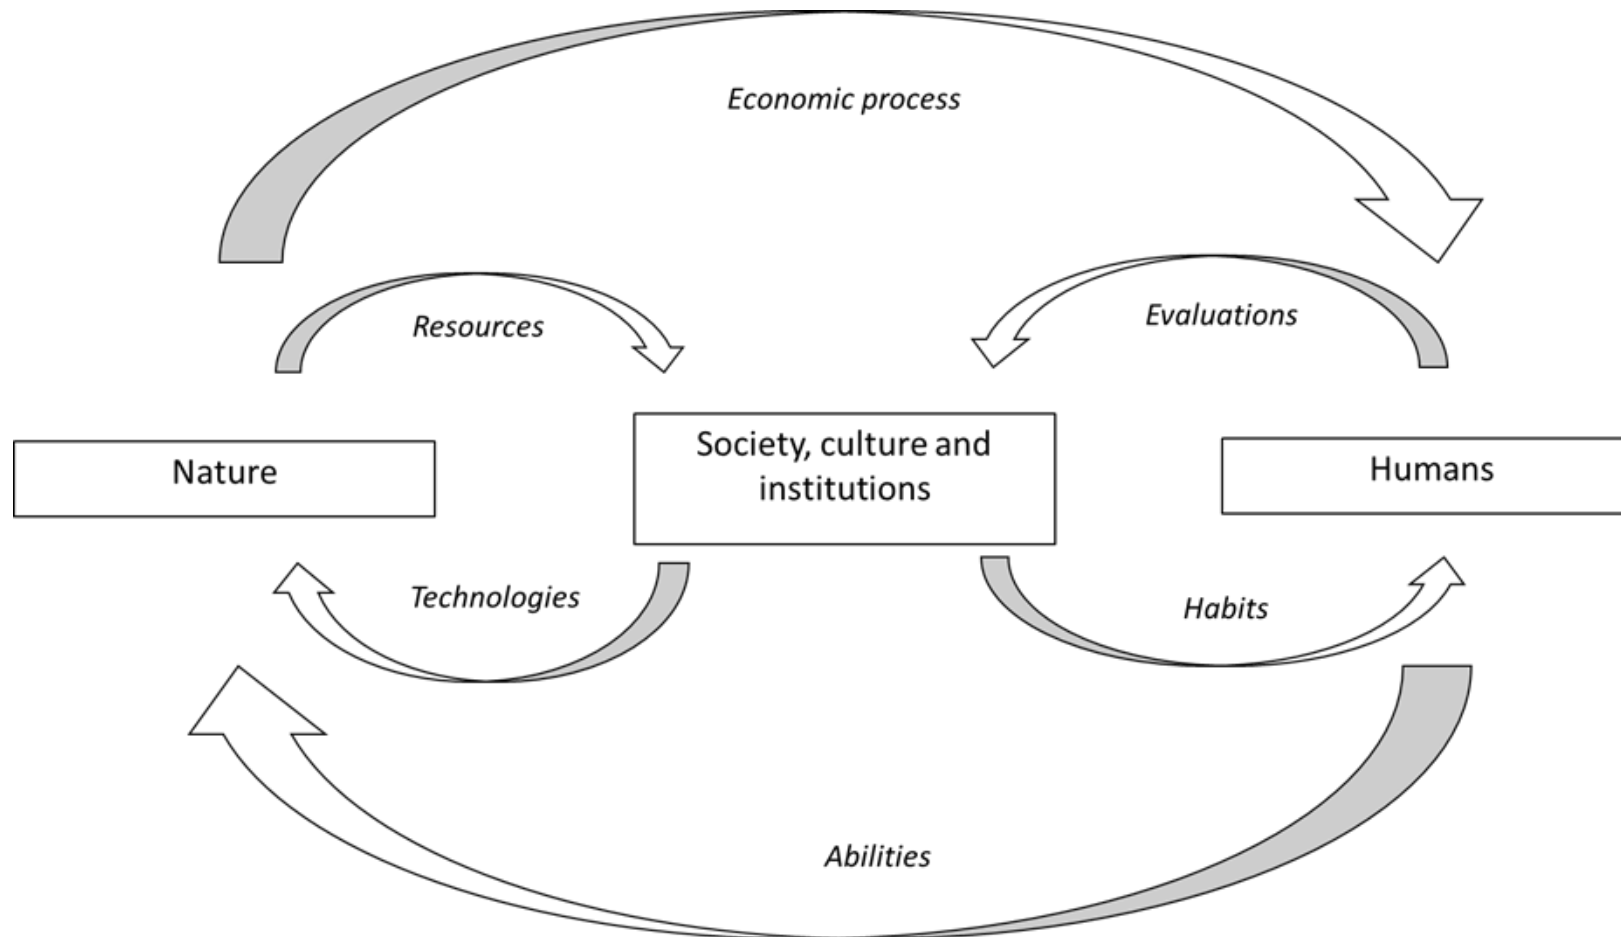 Economic process
Resources
Evaluations
Nature
Society, culture and
institutions
Humans
Technologies
Habits
Abilities